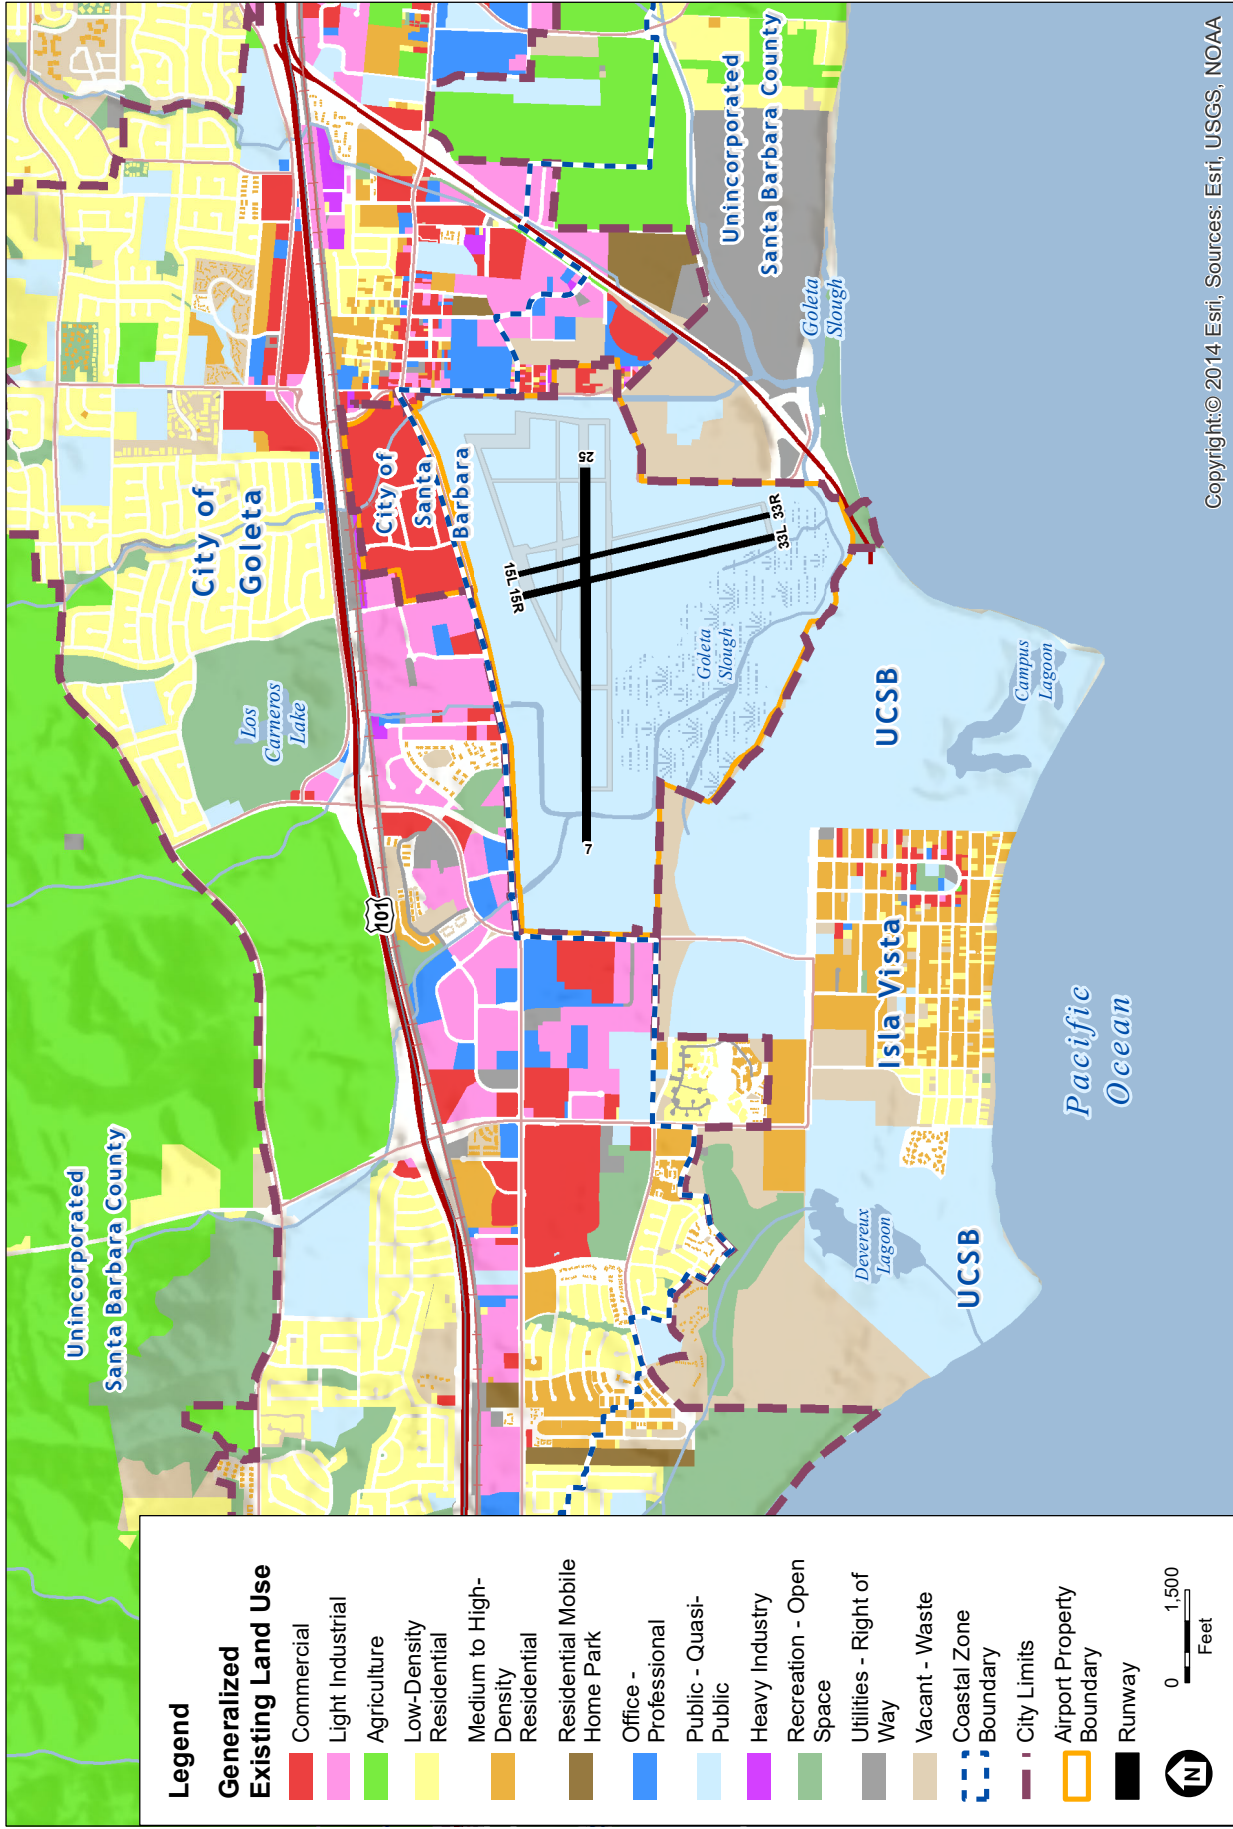 Unincorporated
Santa Barbara County
City of
Goleta
Los
Carneros
Lake
101
City of
Santa
Barbara
15L
15R
25
7
33R
33L
Goleta
Slough
Unincorporated
Santa Barbara County
Goleta
Slough
UCSB
Campus
Lagoon
Isla Vista
Devereux
Lagoon
UCSB
Pacific
Ocean
Legend
Generalized
Existing Land Use
Commercial
Light Industrial
Agriculture
Low-Density
Residential
Medium to High-
Density
Residential
Residential Mobile
Home Park
Office -
Professional
Public - Quasi-
Public
Heavy Industry
Recreation - Open
Space
Utilities - Right of
Way
Vacant - Waste
Coastal Zone
Boundary
City Limits
Airport Property
Boundary
Runway
N
0 1,500
Feet
Copyright:© 2014 Esri, Sources: Esri, USGS, NOAA